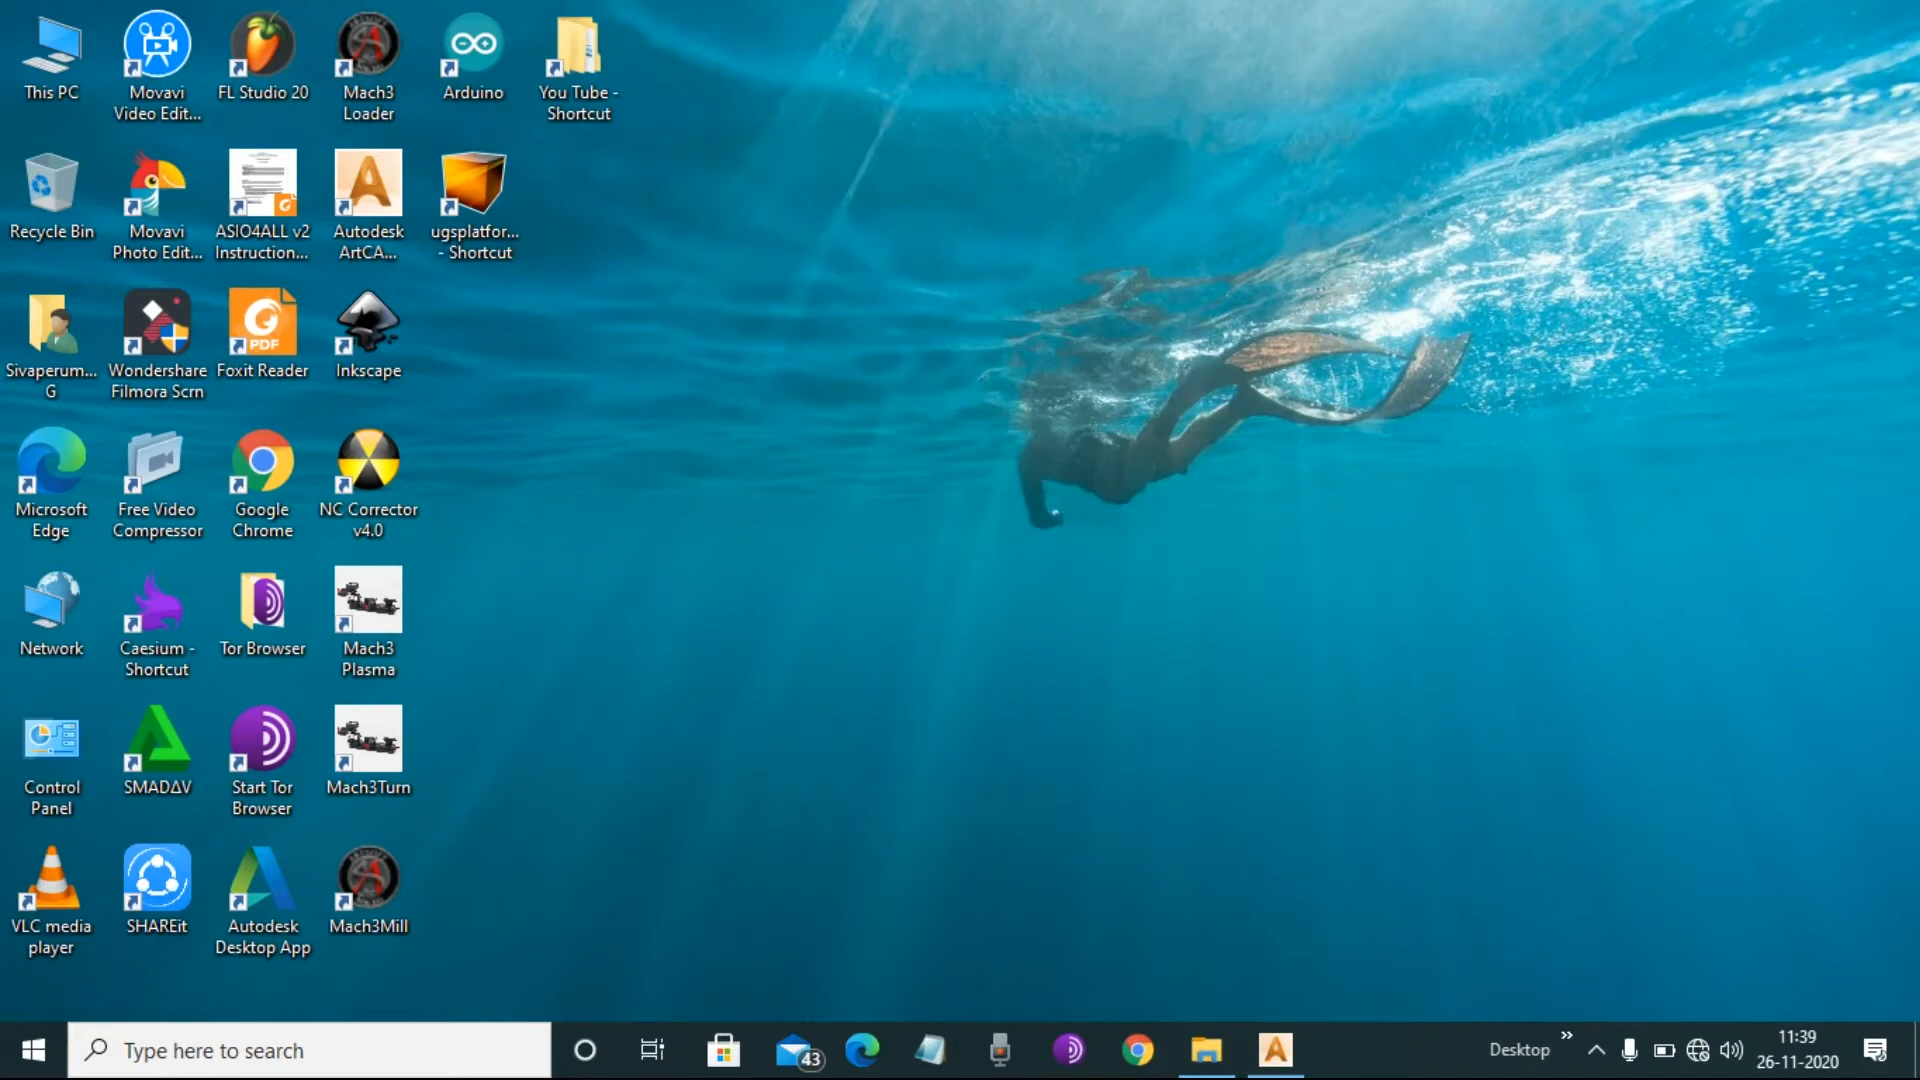 This PC
Movavi
Video Edit...
FL Studio 20
Mach3
Loader
Arduino
You Tube -
Shortcut
Recycle Bin
Movavi
Photo Edit...
ASIO4ALL v2
Instruction...
Autodesk
ArtCA...
ugsplatfor...
- Shortcut
Sivaperum...
G
Wondershare
Filmora Scrn
PDF
Foxit Reader
Inkscape
Microsoft
Edge
Free Video
Compressor
Google
Chrome
NC Corrector
v4.0
Network
Caesium -
Shortcut
Tor Browser
Mach3
Plasma
Control
Panel
SMADΔV
Start Tor
Browser
Mach3Turn
VLC media
player
SHAREit
Autodesk
Desktop App
Mach3Mill
Type here to search
43
Desktop
11:39
26-11-2020